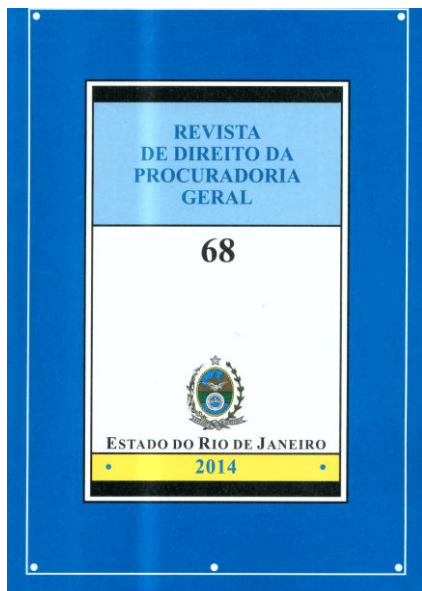 REVISTA
DE DIREITO DA
PROCURADORIA
GERAL
68
ESTADO DO RIO DE JANEIRO
2014